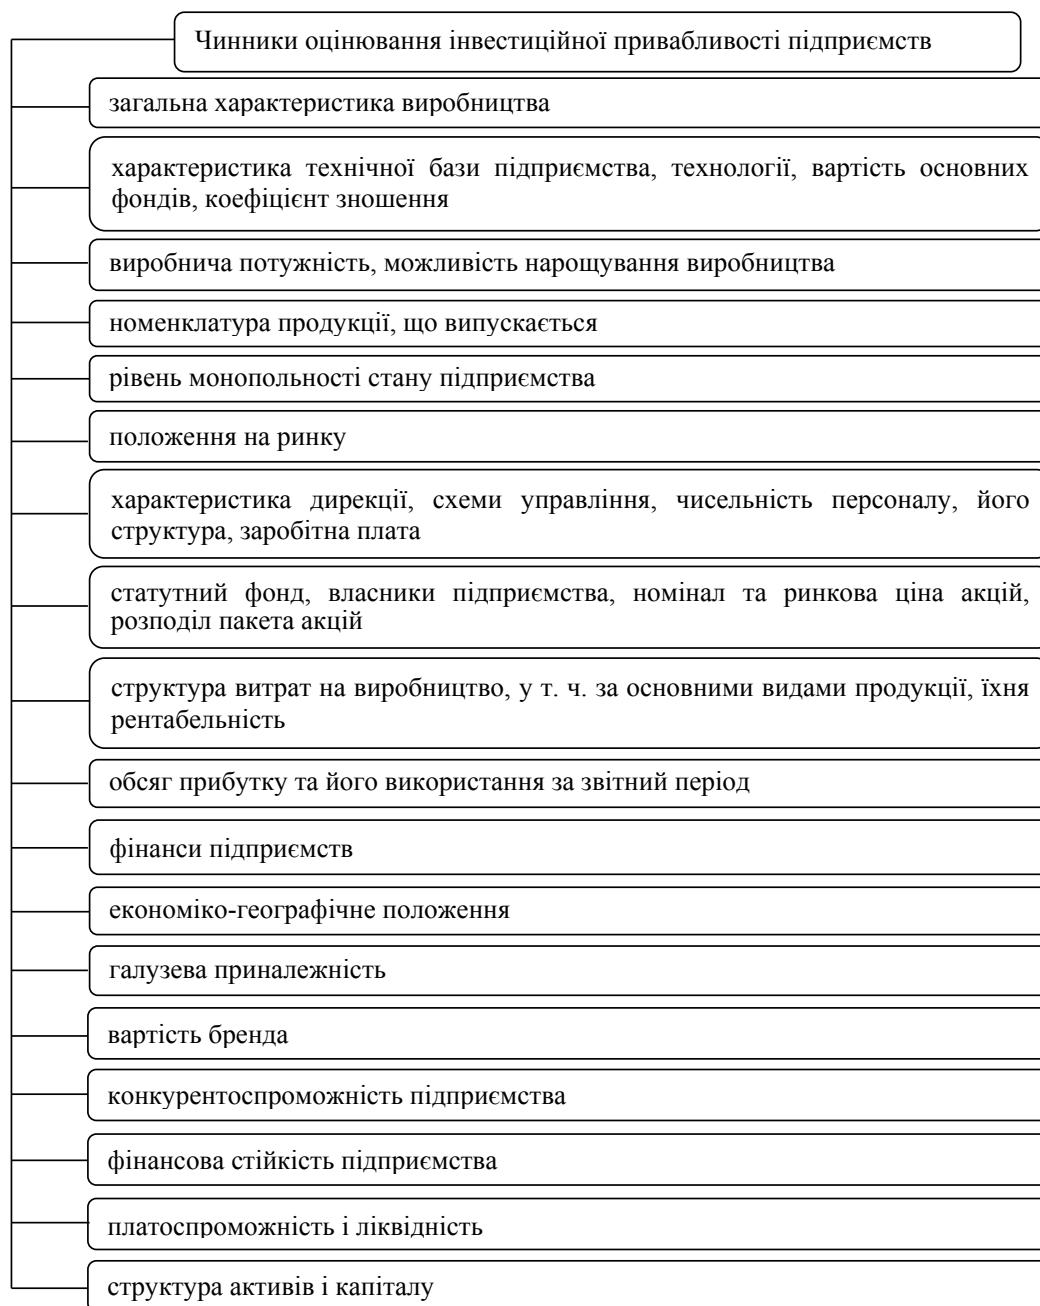 Чинники оцінювання інвестиційної привабливості підприємств
загальна характеристика виробництва
характеристика технічної бази підприємства, технології, вартість основних
фондів, коефіцієнт зношення
виробнича потужність, можливість нарощування виробництва
номенклатура продукції, що випускається
рівень монопольності стану підприємства
положення на ринку
характеристика дирекції, схеми управління, чисельність персоналу, його
структура, заробітна плата
статутний фонд, власники підприємства, номінал та ринкова ціна акцій,
розподіл пакета акцій
структура витрат на виробництво, у т. ч. за основними видами продукції, їхня
рентабельність
обсяг прибутку та його використання за звітний період
фінанси підприємств
економіко-географічне положення
галузева приналежність
вартість бренда
конкурентоспроможність підприємства
фінансова стійкість підприємства
платоспроможність і ліквідність
структура активів і капіталу